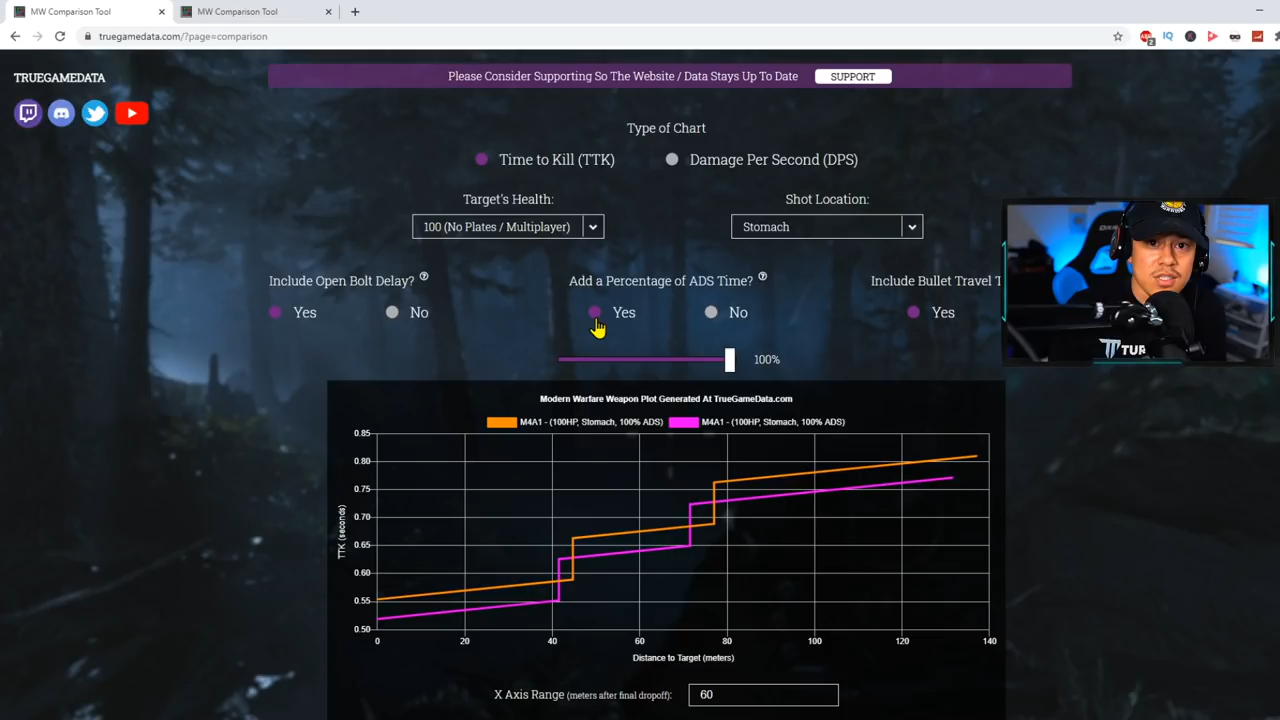 MW Comparison Tool
MW Comparison Tool
truegamedata.com/?page=comparison
TRUEGAMEDATA
Please Consider Supporting So The Website / Data Stays Up To Date
SUPPORT
Type of Chart
Time to Kill (TTK)
Damage Per Second (DPS)
Target's Health:
Shot Location:
100 (No Plates / Multiplayer)
Stomach
Include Open Bolt Delay?
Add a Percentage of ADS Time?
Include Bullet Travel T
Yes
No
Yes
No
Yes
100%
Modern Warfare Weapon Plot Generated At TrueGameData.com
M4A1 - (100HP, Stomach, 100% ADS)
M4A1 - (100HP, Stomach, 100% ADS)
0.85
0.80
0.75
0.70
0.65
0.60
0.55
0.50
TTK (seconds)
0 20 40 60 80 100 120 140
Distance to Target (meters)
X Axis Range (meters after final dropoff):
60